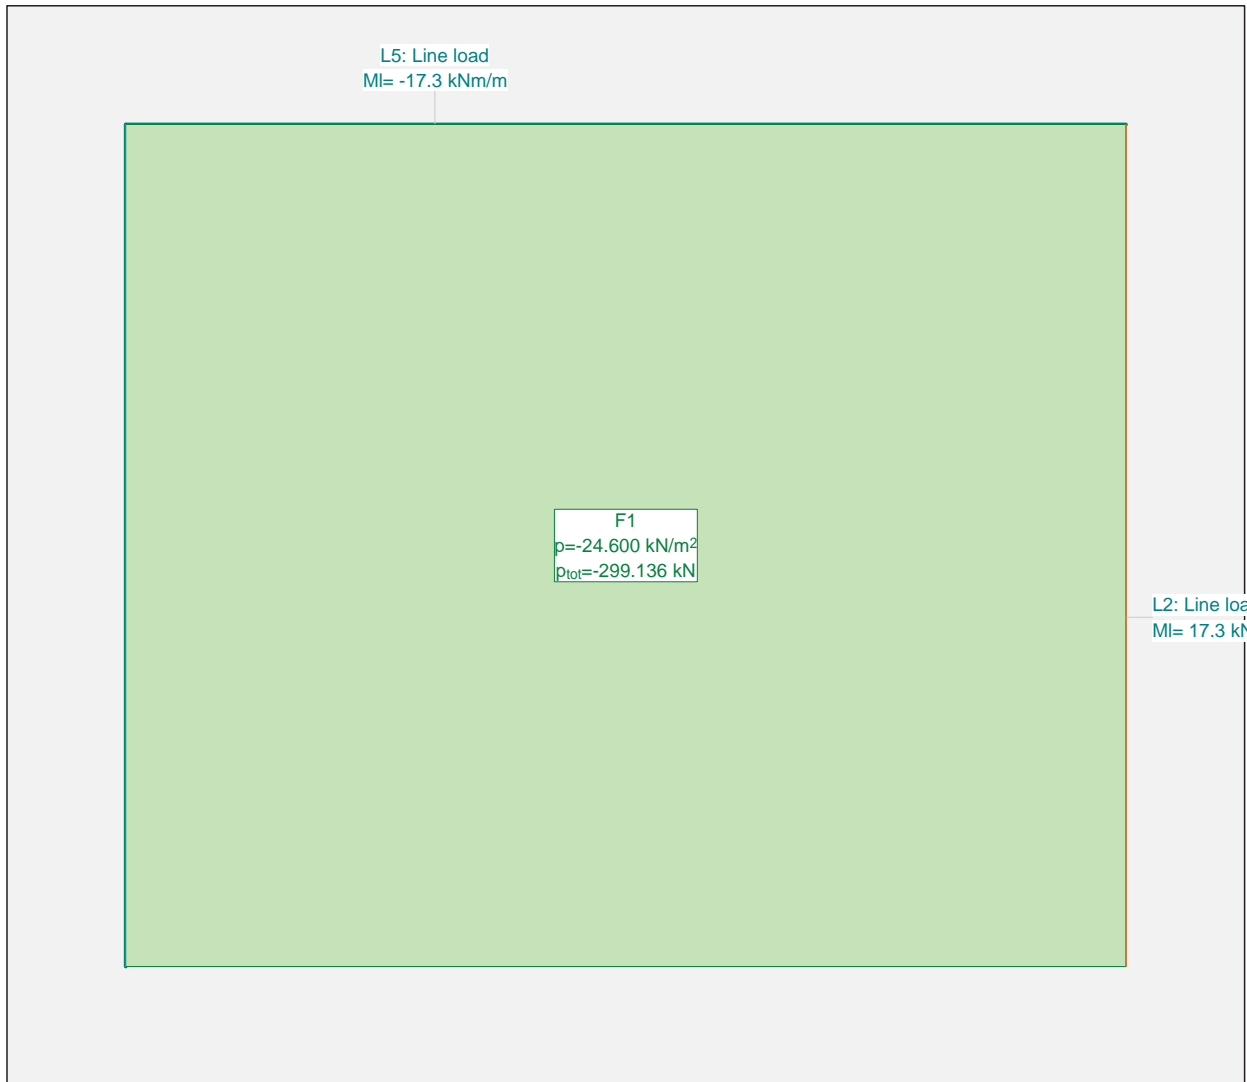 L5: Line load
Ml= -17.3 kNm/m
F1
p=-24.600 kN/m²
ptot=-299.136 kN
L2: Line loa
Ml= 17.3 kN